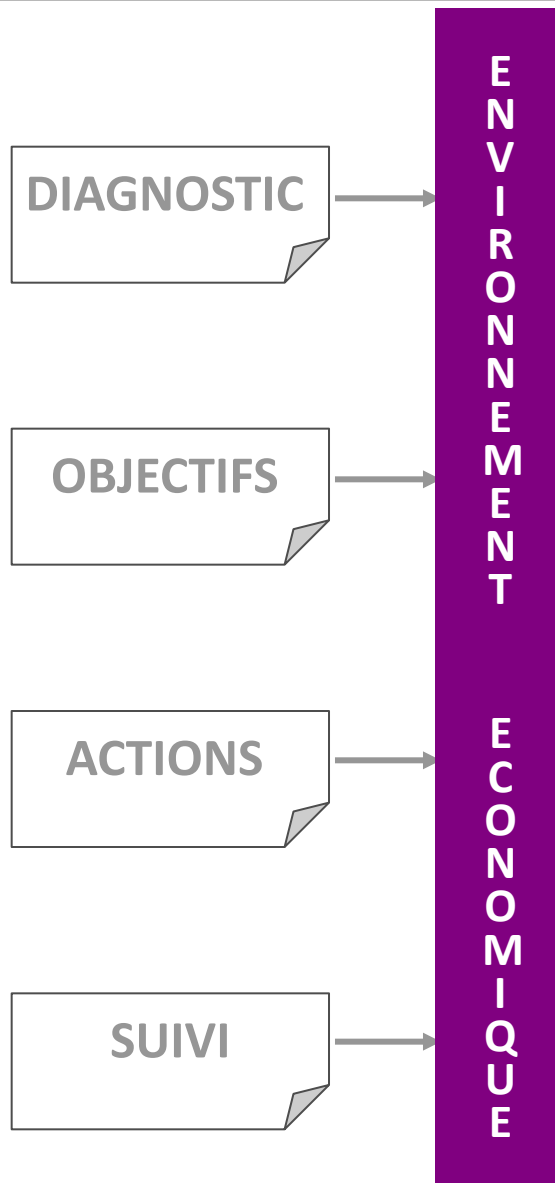 DIAGNOSTIC
OBJECTIFS
ACTIONS
SUIVI
ENVIRONNEMENT ECONOMIQUE